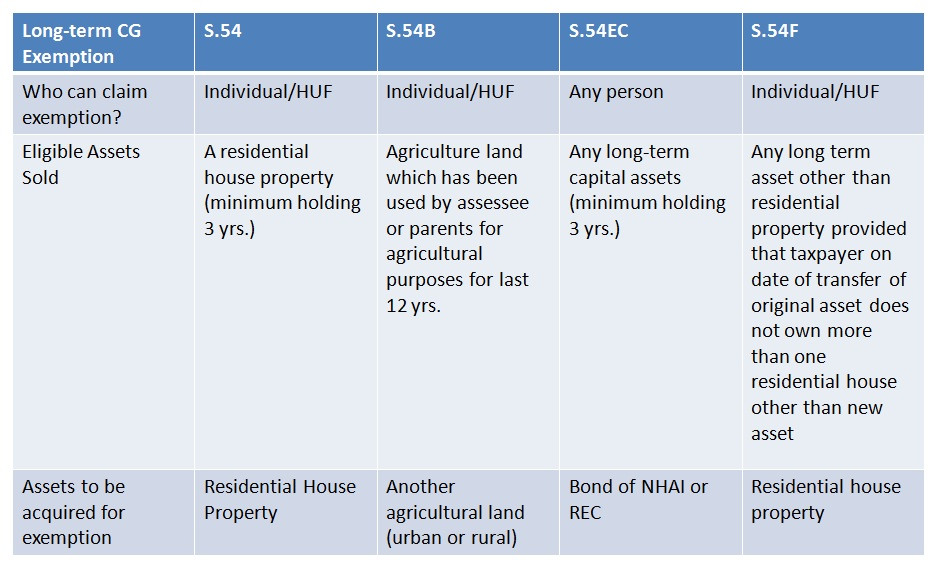 Long-term CG
Exemption
S.54
S.54B
S.54EC
S.54F
Who can claim
exemption?
Individual/HUF
Individual/HUF
Any person
Individual/HUF
Eligible Assets
Sold
A residential
house property
(minimum holding
3 yrs.)
Agriculture land
which has been
used by assessee
or parents for
agricultural
purposes for last
12 yrs.
Any long-term
capital assets
(minimum holding
3 yrs.)
Any long term
asset other than
residential
property provided
that taxpayer on
date of transfer of
original asset does
not own more
than one
residential house
other than new
asset
Assets to be
acquired for
exemption
Residential House
Property
Another
agricultural land
(urban or rural)
Bond of NHAI or
REC
Residential house
property